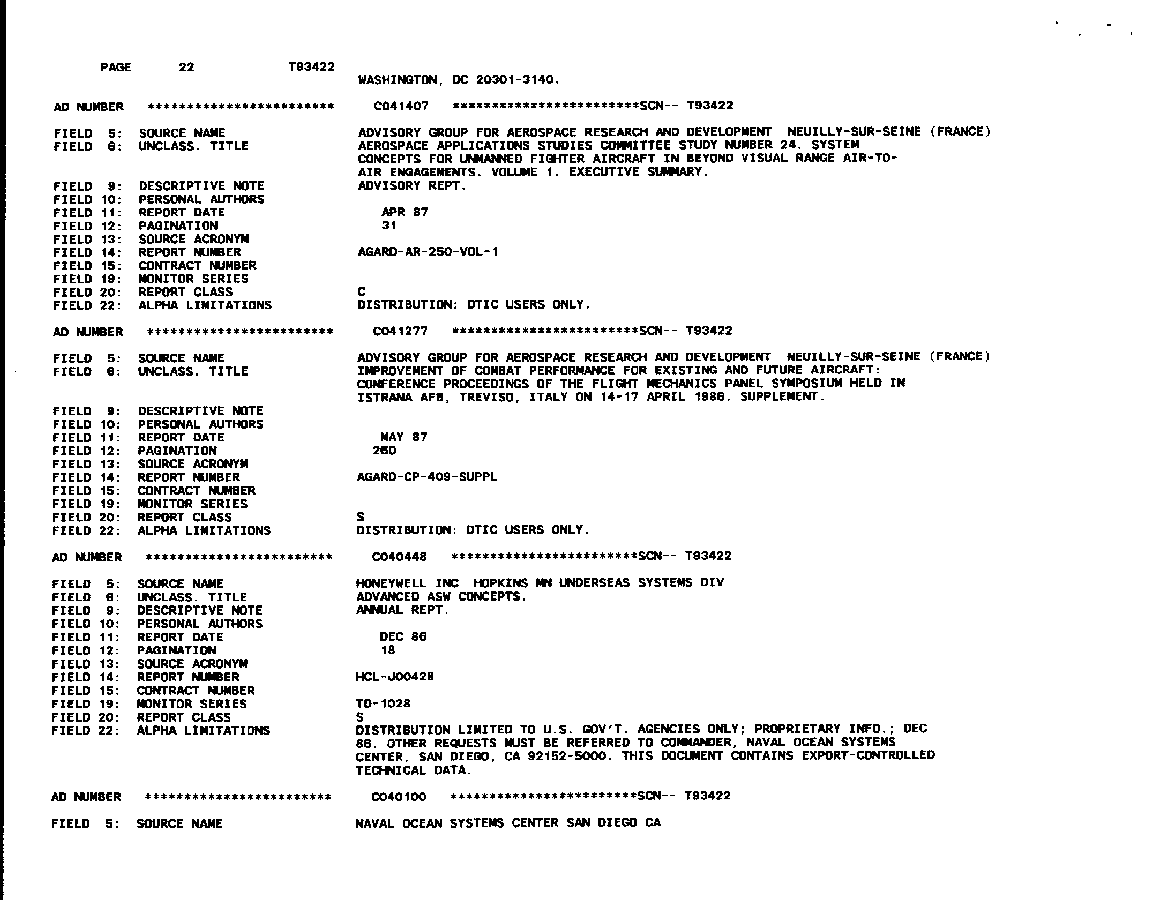 PAGE 22 T93422
WASHINGTON, DC 20301-3140.
AD NUMBER ************************ C041407 ************************SCN-- T93422
FIELD 5: SOURCE NAME ADVISORY GROUP FOR AEROSPACE RESEARCH AND DEVELOPMENT NEUILLY-SUR-SEINE (FRANCE)
FIELD 6: UNCLASS. TITLE AEROSPACE APPLICATIONS STUDIES COMMITTEE STUDY NUMBER 24. SYSTEM
CONCEPTS FOR UNMANNED FIGHTER AIRCRAFT IN BEYOND VISUAL RANGE AIR-TO-
AIR ENGAGEMENTS. VOLUME 1. EXECUTIVE SUMMARY.
FIELD 9: DESCRIPTIVE NOTE ADVISORY REPT.
FIELD 10: PERSONAL AUTHORS
FIELD 11: REPORT DATE APR 87
FIELD 12: PAGINATION 31
FIELD 13: SOURCE ACRONYM
FIELD 14: REPORT NUMBER AGARD-AR-250-VOL-1
FIELD 15: CONTRACT NUMBER
FIELD 19: MONITOR SERIES
FIELD 20: REPORT CLASS C
FIELD 22: ALPHA LIMITATIONS DISTRIBUTION: DTIC USERS ONLY.
AD NUMBER ************************ C041277 ************************SCN-- T93422
FIELD 5: SOURCE NAME ADVISORY GROUP FOR AEROSPACE RESEARCH AND DEVELOPMENT NEUILLY-SUR-SEINE (FRANCE)
FIELD 6: UNCLASS. TITLE IMPROVEMENT OF COMBAT PERFORMANCE FOR EXISTING AND FUTURE AIRCRAFT:
CONFERENCE PROCEEDINGS OF THE FLIGHT MECHANICS PANEL SYMPOSIUM HELD IN
ISTRANA AFB, TREVISO, ITALY ON 14-17 APRIL 1986. SUPPLEMENT.
FIELD 9: DESCRIPTIVE NOTE
FIELD 10: PERSONAL AUTHORS
FIELD 11: REPORT DATE MAY 87
FIELD 12: PAGINATION 260
FIELD 13: SOURCE ACRONYM
FIELD 14: REPORT NUMBER AGARD-CP-409-SUPPL
FIELD 15: CONTRACT NUMBER
FIELD 19: MONITOR SERIES
FIELD 20: REPORT CLASS S
FIELD 22: ALPHA LIMITATIONS DISTRIBUTION: DTIC USERS ONLY.
AD NUMBER ************************ C040448 ************************SCN-- T93422
FIELD 5: SOURCE NAME HONEYWELL INC HOPKINS MN UNDERSEAS SYSTEMS DIV
FIELD 6: UNCLASS. TITLE ADVANCED ASW CONCEPTS.
FIELD 9: DESCRIPTIVE NOTE ANNUAL REPT.
FIELD 10: PERSONAL AUTHORS
FIELD 11: REPORT DATE DEC 86
FIELD 12: PAGINATION 18
FIELD 13: SOURCE ACRONYM
FIELD 14: REPORT NUMBER HCL-J00428
FIELD 15: CONTRACT NUMBER
FIELD 19: MONITOR SERIES TD-1028
FIELD 20: REPORT CLASS S
FIELD 22: ALPHA LIMITATIONS DISTRIBUTION LIMITED TO U.S. GOV'T. AGENCIES ONLY; PROPRIETARY INFO.; DEC
86. OTHER REQUESTS MUST BE REFERRED TO COMMANDER, NAVAL OCEAN SYSTEMS
CENTER, SAN DIEGO, CA 92152-5000. THIS DOCUMENT CONTAINS EXPORT-CONTROLLED
TECHNICAL DATA.
AD NUMBER ************************ C040100 ************************SCN-- T93422
FIELD 5: SOURCE NAME NAVAL OCEAN SYSTEMS CENTER SAN DIEGO CA